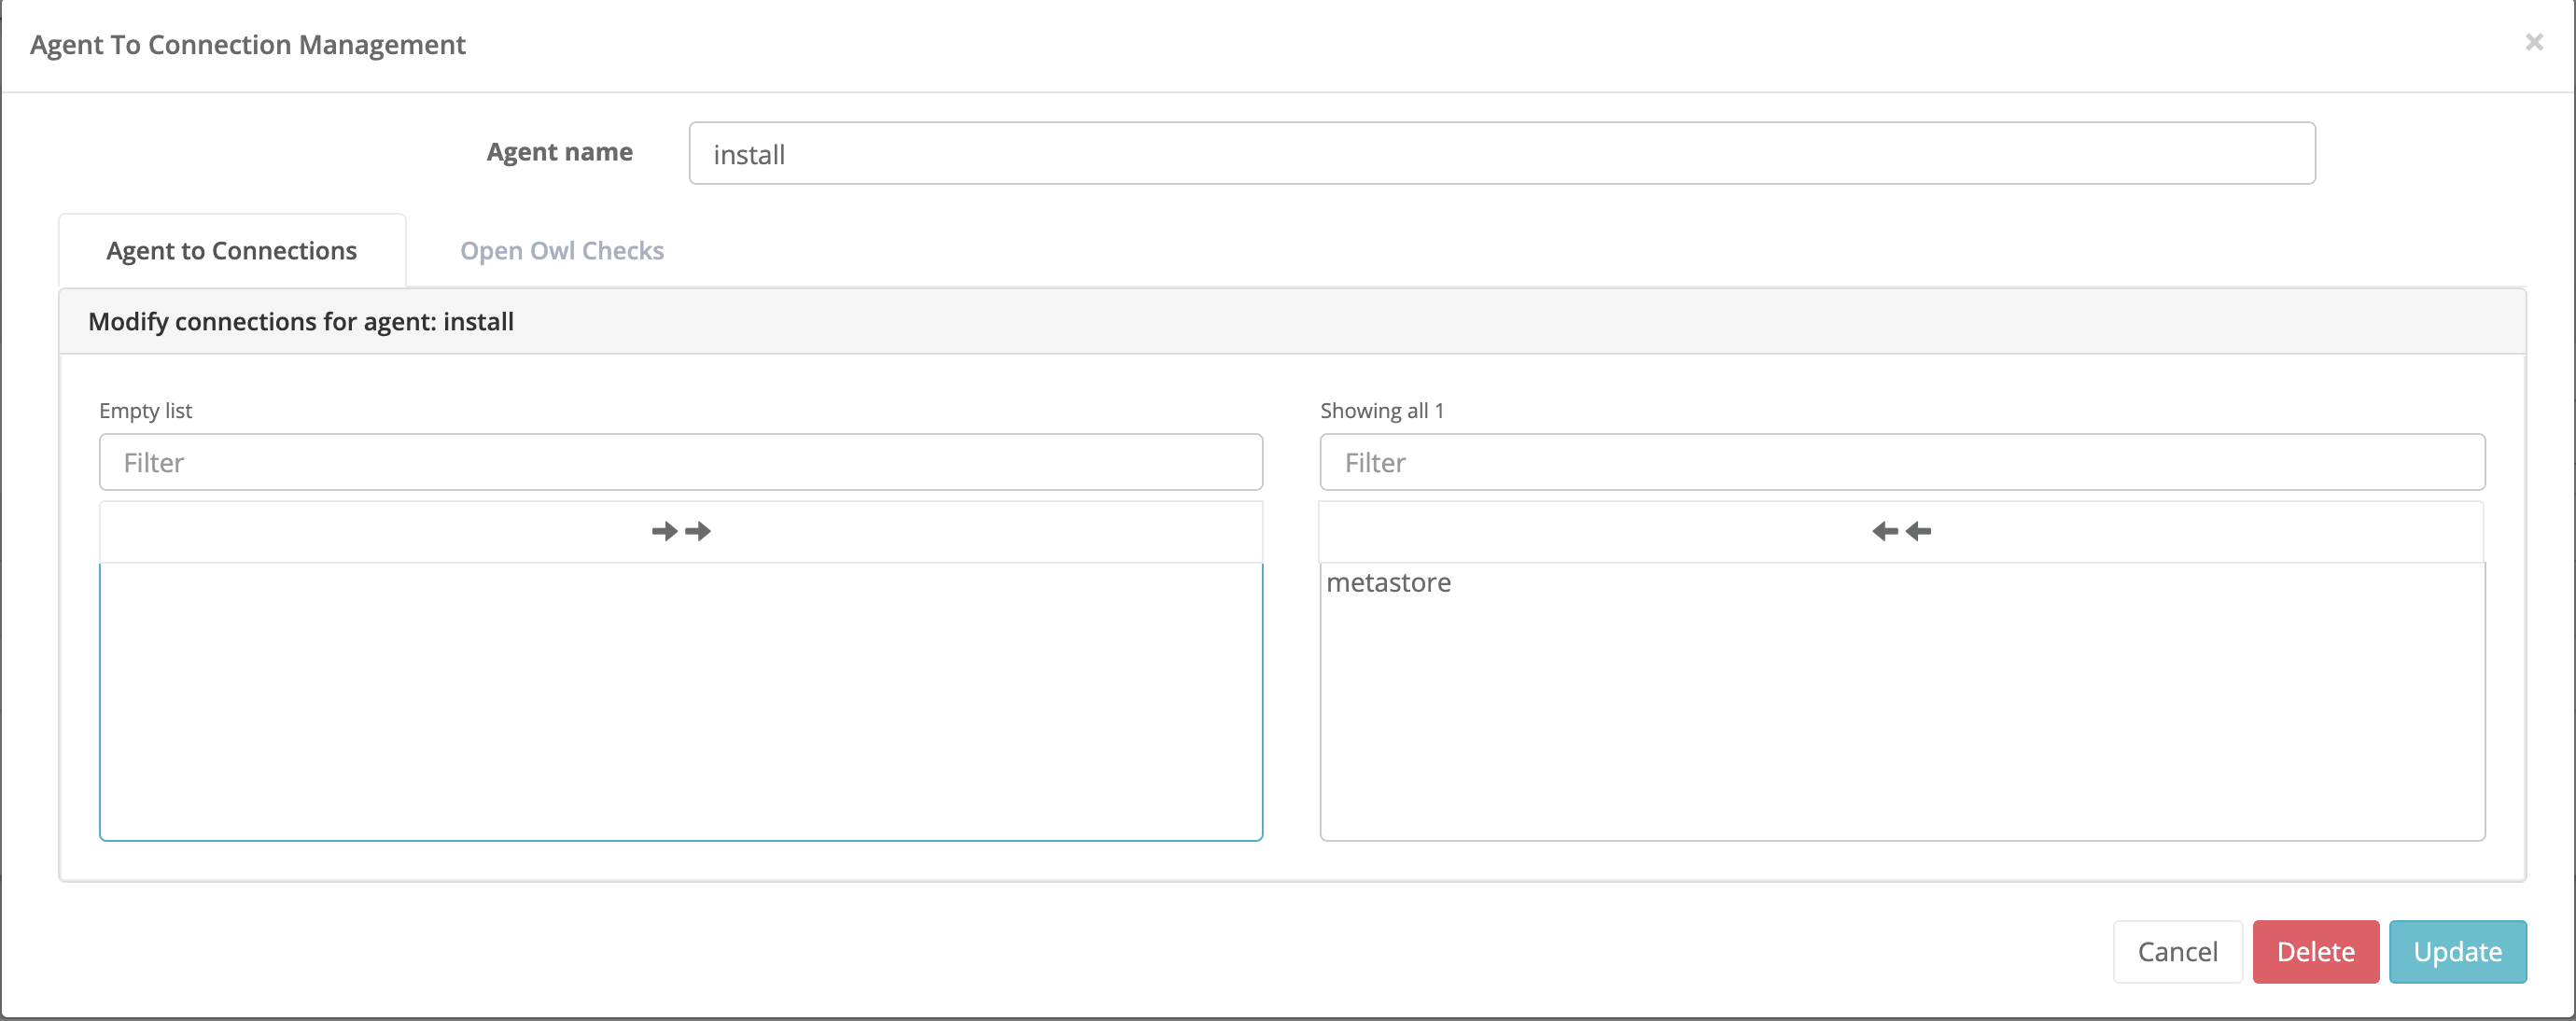 Agent To Connection Management
Agent name
install
Agent to Connections
Open Owl Checks
Modify connections for agent: install
Empty list
Showing all 1
Filter
Filter
metastore
Cancel
Delete
Update